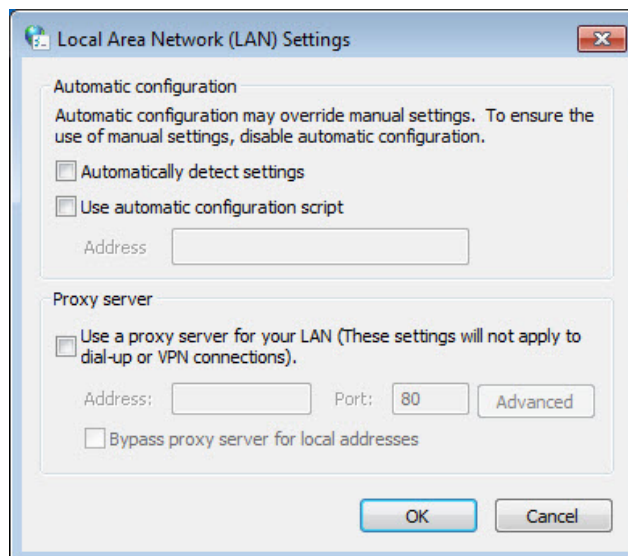 Local Area Network (LAN) Settings
Automatic configuration
Automatic configuration may override manual settings.  To ensure the
use of manual settings, disable automatic configuration.
Automatically detect settings
Use automatic configuration script
Address
Proxy server
Use a proxy server for your LAN (These settings will not apply to
dial-up or VPN connections).
Address:
Port:
80
Advanced
Bypass proxy server for local addresses
OK
Cancel